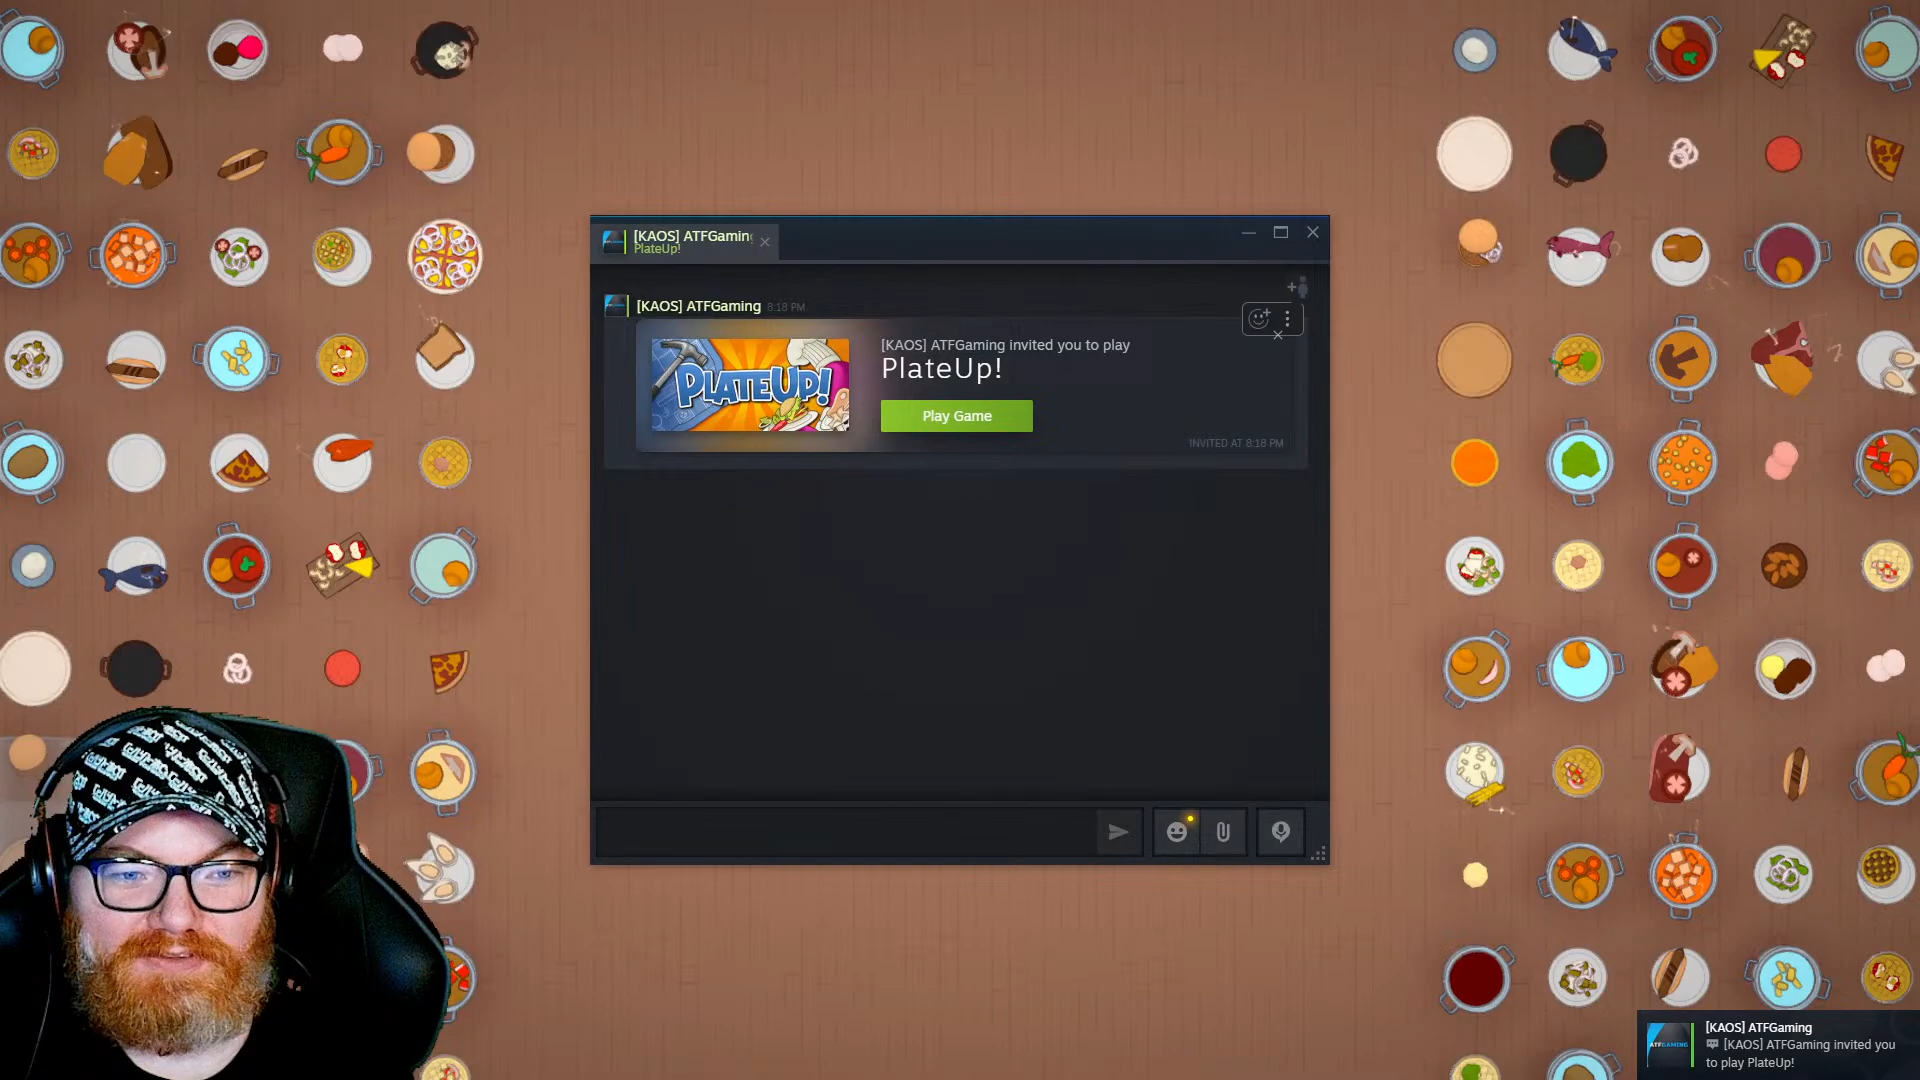 [KAOS] ATFGamin
PlateUp!
[KAOS] ATFGaming 8:18 PM
PLATEUP!
[KAOS] ATFGaming invited you to play
PlateUp!
Play Game
INVITED AT 8:18 PM
ATFGAMING
[KAOS] ATFGaming
[KAOS] ATFGaming invited you
to play PlateUp!